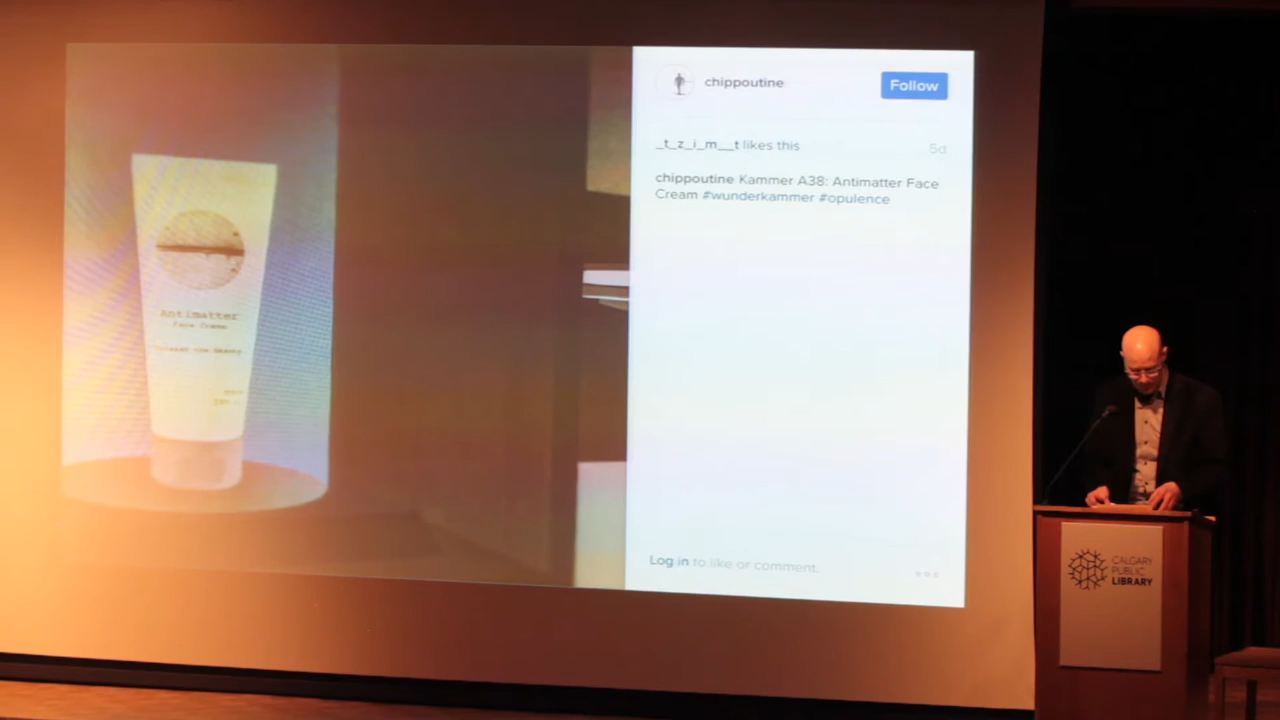 chippoutine
Follow
_t_z_i_m__t likes this
5d
chippoutine Kammer A38: Antimatter Face
Cream #wunderkammer #opulence
Antimatter
Face Creme
Log in to like or comment.
CALGARY
PUBLIC
LIBRARY